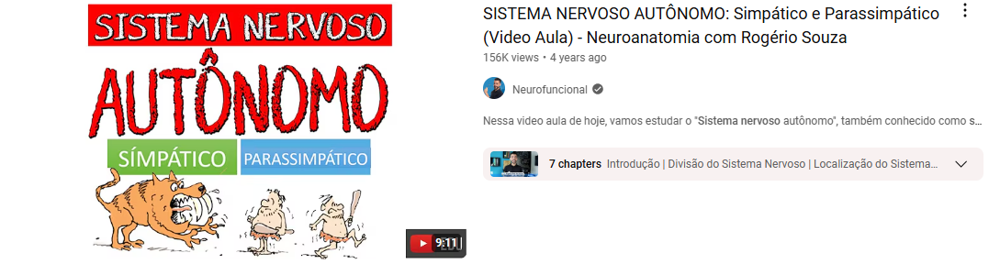 SISTEMA NERVOSO
AUTÔNOMO
SÍMPÁTICO
PARASSIMPÁTICO
9:11
SISTEMA NERVOSO AUTÔNOMO: Simpático e Parassimpático
(Video Aula) - Neuroanatomia com Rogério Souza
156K views • 4 years ago
Neurofuncional
Nessa video aula de hoje, vamos estudar o "Sistema nervoso autônomo", também conhecido como s...
7 chapters Introdução | Divisão do Sistema Nervoso | Localização do Sistema...